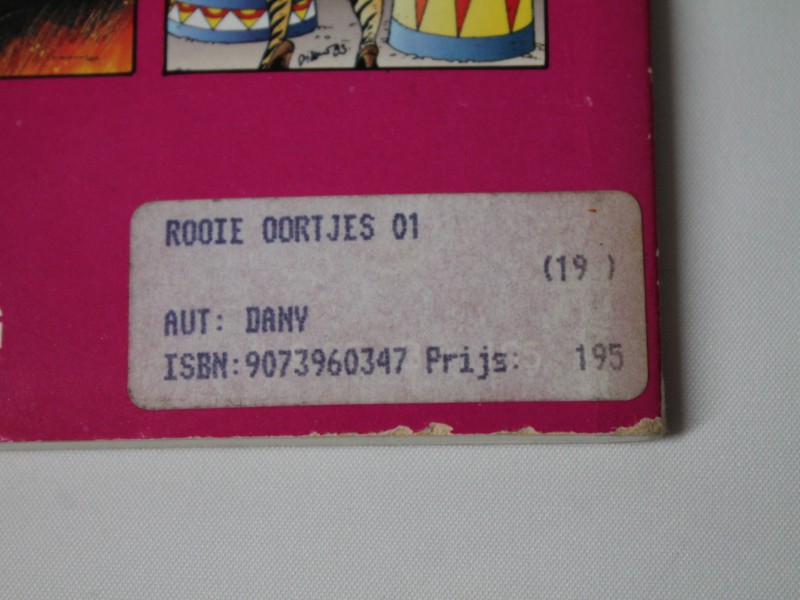 ROOIE OORTJES 01
(19 )
AUT: DANY
ISBN:9073960347 Prijs: 195